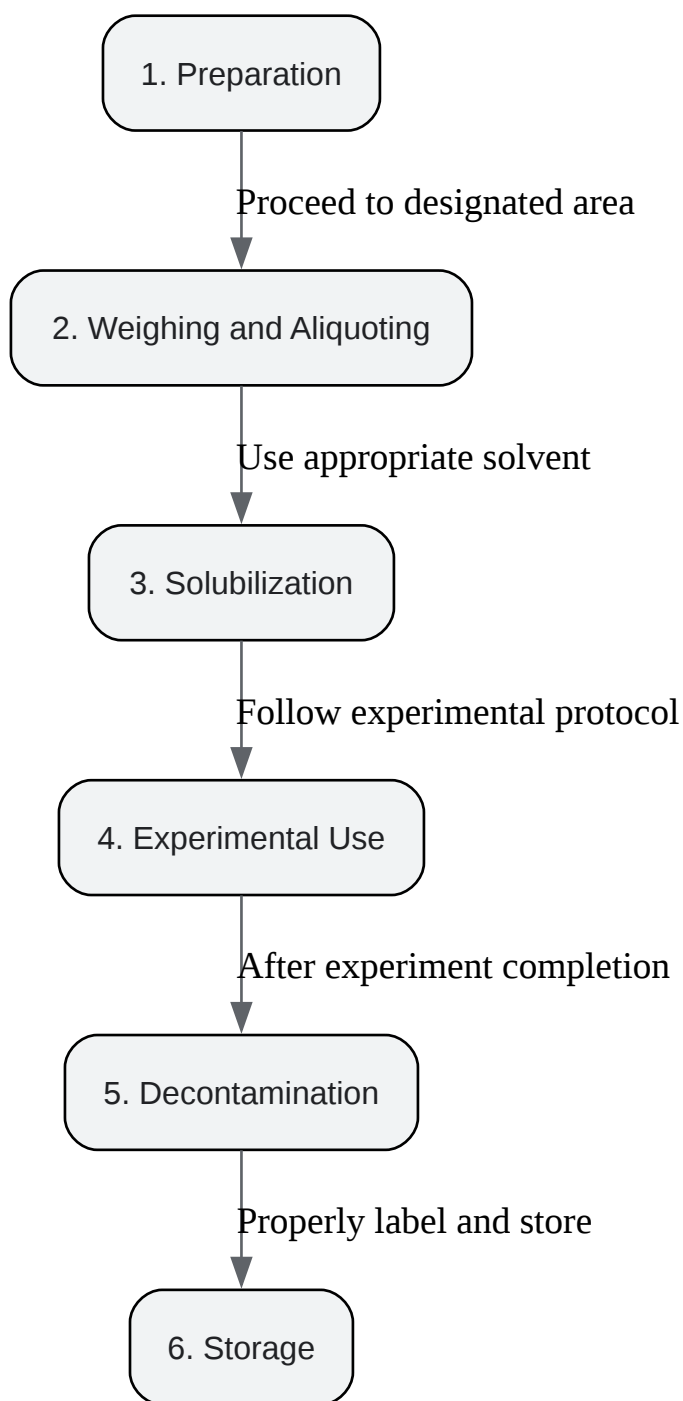 1. Preparation
Proceed to designated area
2. Weighing and Aliquoting
Use appropriate solvent
3. Solubilization
Follow experimental protocol
4. Experimental Use
After experiment completion
5. Decontamination
Properly label and store
6. Storage